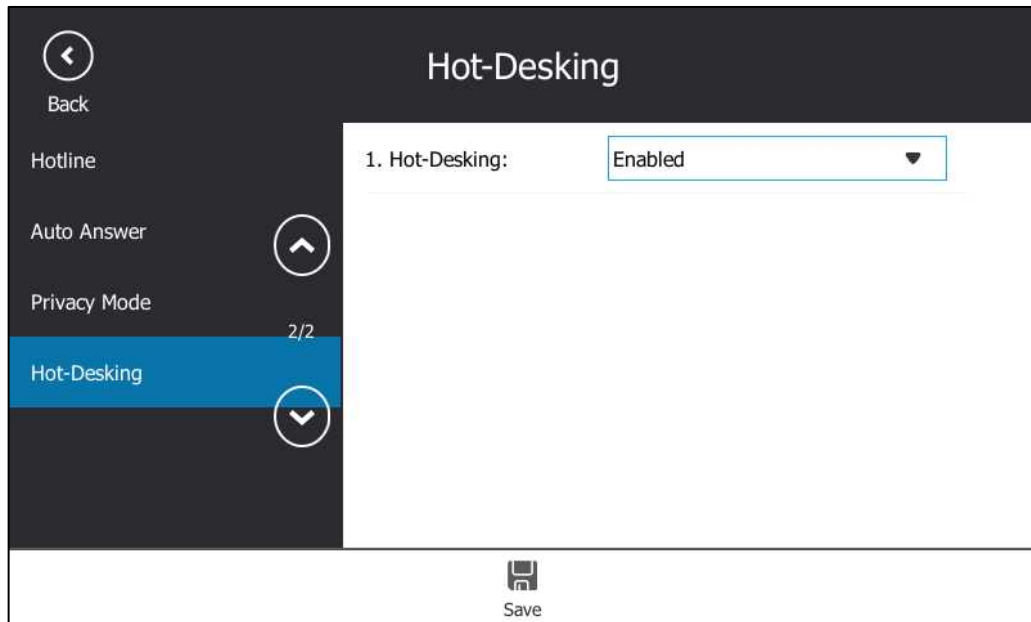 Hot-Desking
Back
Hotline
1. Hot-Desking: Enabled
Auto Answer
Privacy Mode
2/2
Hot-Desking
Save